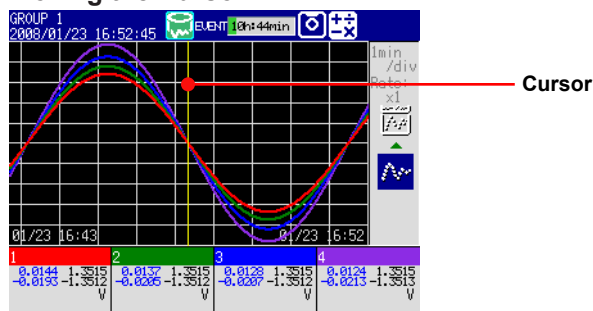 GROUP 1
2008/01/23 16:52:45
EVENT 10h:44min
1min
/div
Rate:
x1
Cursor
01/23 16:43
01/23 16:52
1 2 3 4
0.0144 1.3515 0.0137 1.3515 0.0128 1.3515 0.0124 1.3515
-0.0193 -1.3512 -0.0205 -1.3512 -0.0207 -1.3512 -0.0213 -1.3513
V V V V